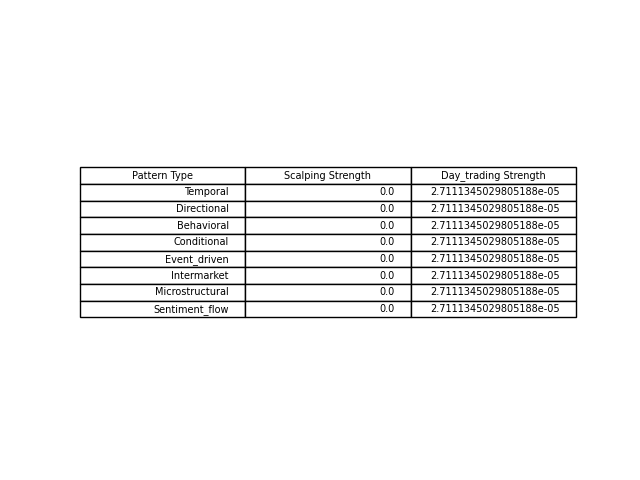 Pattern Type Scalping Strength Day_trading Strength
Temporal 0.0 2.7111345029805188e-05
Directional 0.0 2.7111345029805188e-05
Behavioral 0.0 2.7111345029805188e-05
Conditional 0.0 2.7111345029805188e-05
Event_driven 0.0 2.7111345029805188e-05
Intermarket 0.0 2.7111345029805188e-05
Microstructural 0.0 2.7111345029805188e-05
Sentiment_flow 0.0 2.7111345029805188e-05